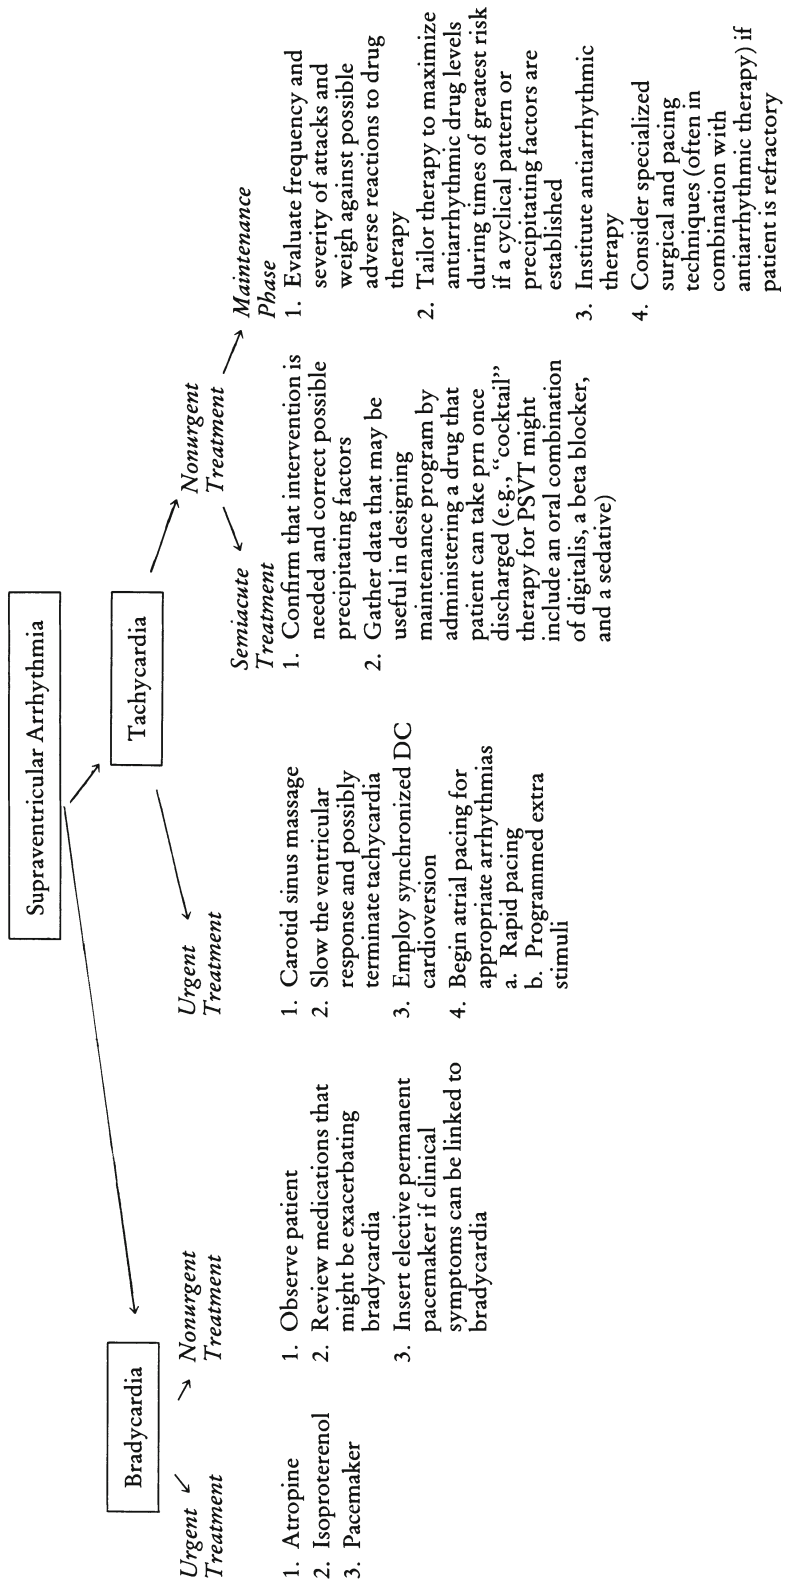 Supraventricular Arrhythmia
Bradycardia
Urgent
Treatment
1. Atropine
2. Isoproterenol
3. Pacemaker
Nonurgent
Treatment
1. Observe patient
2. Review medications that
might be exacerbating
bradycardia
3. Insert elective permanent
pacemaker if clinical
symptoms can be linked to
bradycardia
Tachycardia
Urgent
Treatment
1. Carotid sinus massage
2. Slow the ventricular
response and possibly
terminate tachycardia
3. Employ synchronized DC
cardioversion
4. Begin atrial pacing for
appropriate arrhythmias
a. Rapid pacing
b. Programmed extra
stimuli
Nonurgent
Treatment
Semiacute
Treatment
1. Confirm that intervention is
needed and correct possible
precipitating factors
2. Gather data that may be
useful in designing
maintenance program by
administering a drug that
patient can take prn once
discharged (e.g., “cocktail”
therapy for PSVT might
include an oral combination
of digitalis, a beta blocker,
and a sedative)
Maintenance
Phase
1. Evaluate frequency and
severity of attacks and
weigh against possible
adverse reactions to drug
therapy
2. Tailor therapy to maximize
antiarrhythmic drug levels
during times of greatest risk
if a cyclical pattern or
precipitating factors are
established
3. Institute antiarrhythmic
therapy
4. Consider specialized
surgical and pacing
techniques (often in
combination with
antiarrhythmic therapy) if
patient is refractory